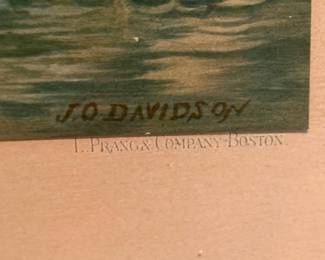 J.O.DAVIDSON
L. PRANG & COMPANY-BOSTON.